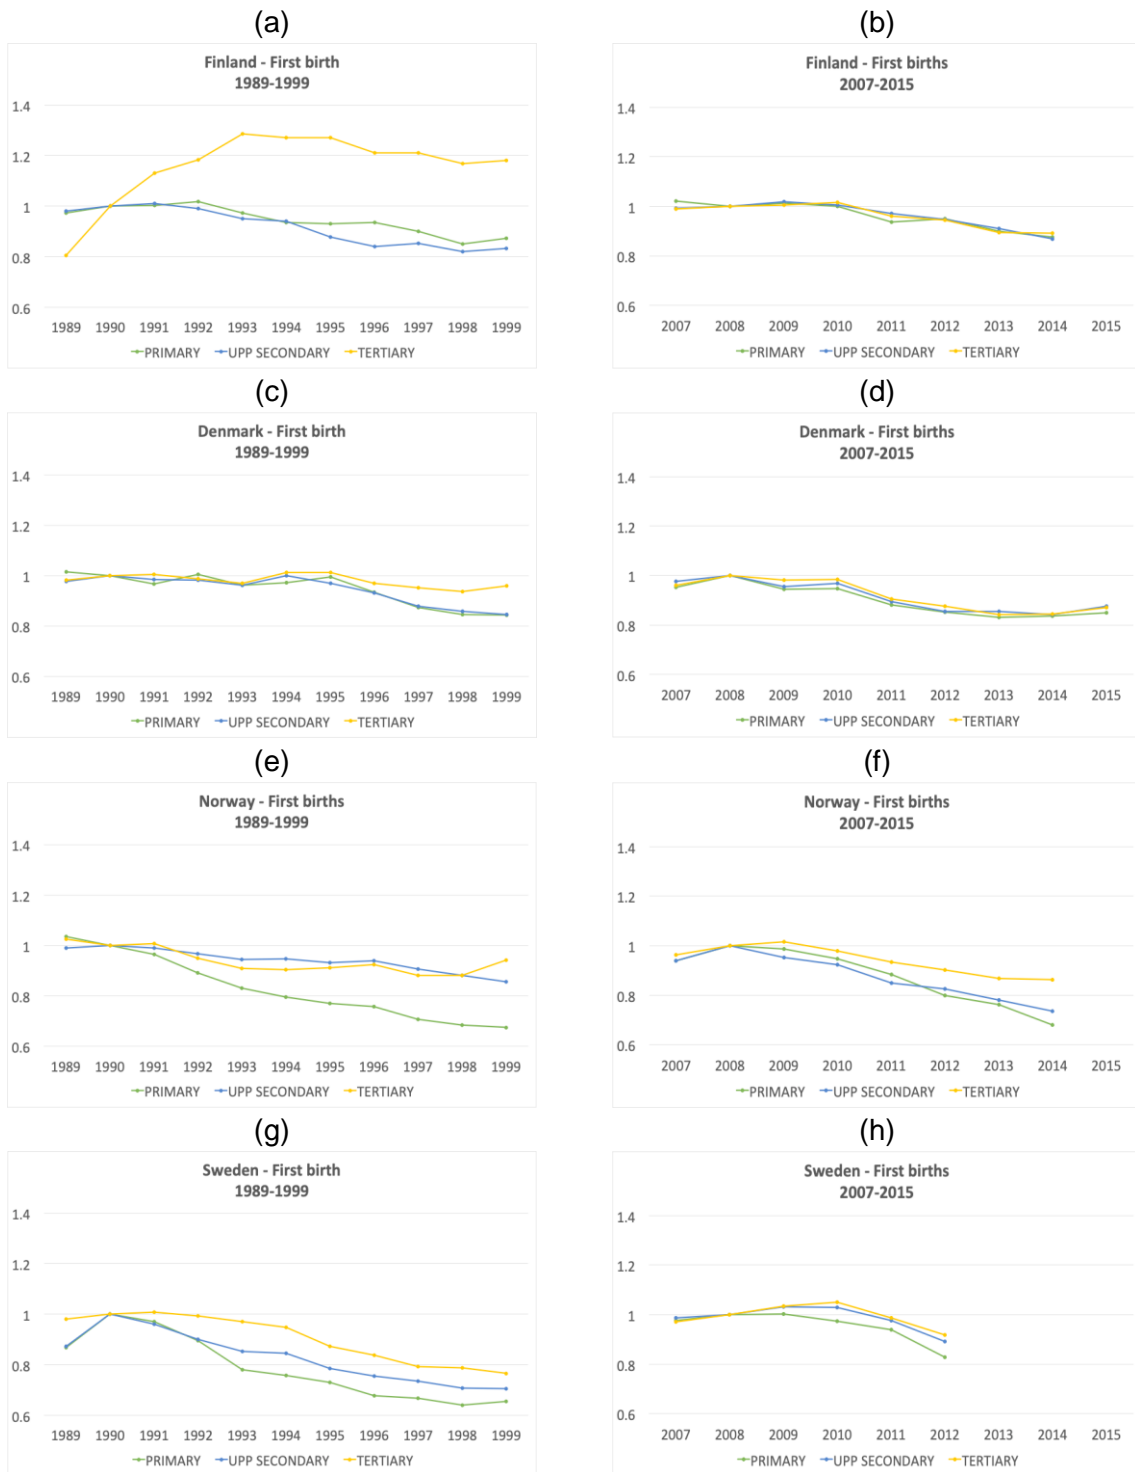 (a)
Finland - First birth
1989-1999
1.4
1.2
1
0.8
0.6
1989 1990 1991 1992 1993 1994 1995 1996 1997 1998 1999
PRIMARY UPP SECONDARY TERTIARY
(b)
Finland - First births
2007-2015
1.4
1.2
1
0.8
0.6
2007 2008 2009 2010 2011 2012 2013 2014 2015
PRIMARY UPP SECONDARY TERTIARY
(c)
Denmark - First birth
1989-1999
1.4
1.2
1
0.8
0.6
1989 1990 1991 1992 1993 1994 1995 1996 1997 1998 1999
PRIMARY UPP SECONDARY TERTIARY
(d)
Denmark - First births
2007-2015
1.4
1.2
1
0.8
0.6
2007 2008 2009 2010 2011 2012 2013 2014 2015
PRIMARY UPP SECONDARY TERTIARY
(e)
Norway - First births
1989-1999
1.4
1.2
1
0.8
0.6
1989 1990 1991 1992 1993 1994 1995 1996 1997 1998 1999
PRIMARY UPP SECONDARY TERTIARY
(f)
Norway - First births
2007-2015
1.4
1.2
1
0.8
0.6
2007 2008 2009 2010 2011 2012 2013 2014 2015
PRIMARY UPP SECONDARY TERTIARY
(g)
Sweden - First birth
1989-1999
1.4
1.2
1
0.8
0.6
1989 1990 1991 1992 1993 1994 1995 1996 1997 1998 1999
PRIMARY UPP SECONDARY TERTIARY
(h)
Sweden - First births
2007-2015
1.4
1.2
1
0.8
0.6
2007 2008 2009 2010 2011 2012 2013 2014 2015
PRIMARY UPP SECONDARY TERTIARY